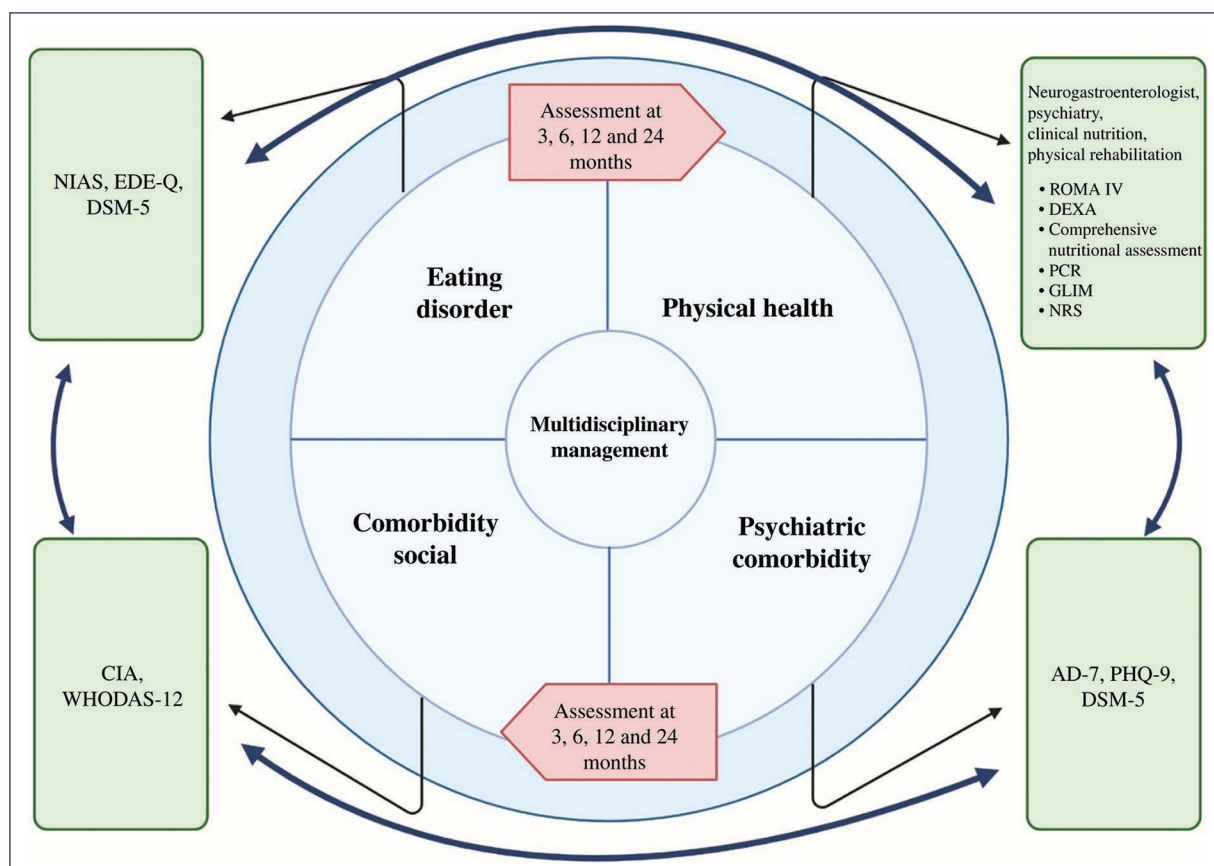 Assessment at
3, 6, 12 and 24
months
NIAS, EDE-Q,
DSM-5
Neurogastroenterologist,
psychiatry,
clinical nutrition,
physical rehabilitation
• ROMA IV
• DEXA
• Comprehensive
nutritional assessment
• PCR
• GLIM
• NRS
Eating
disorder
Physical health
Multidisciplinary
management
Comorbidity
social
Psychiatric
comorbidity
CIA,
WHODAS-12
AD-7, PHQ-9,
DSM-5
Assessment at
3, 6, 12 and 24
months